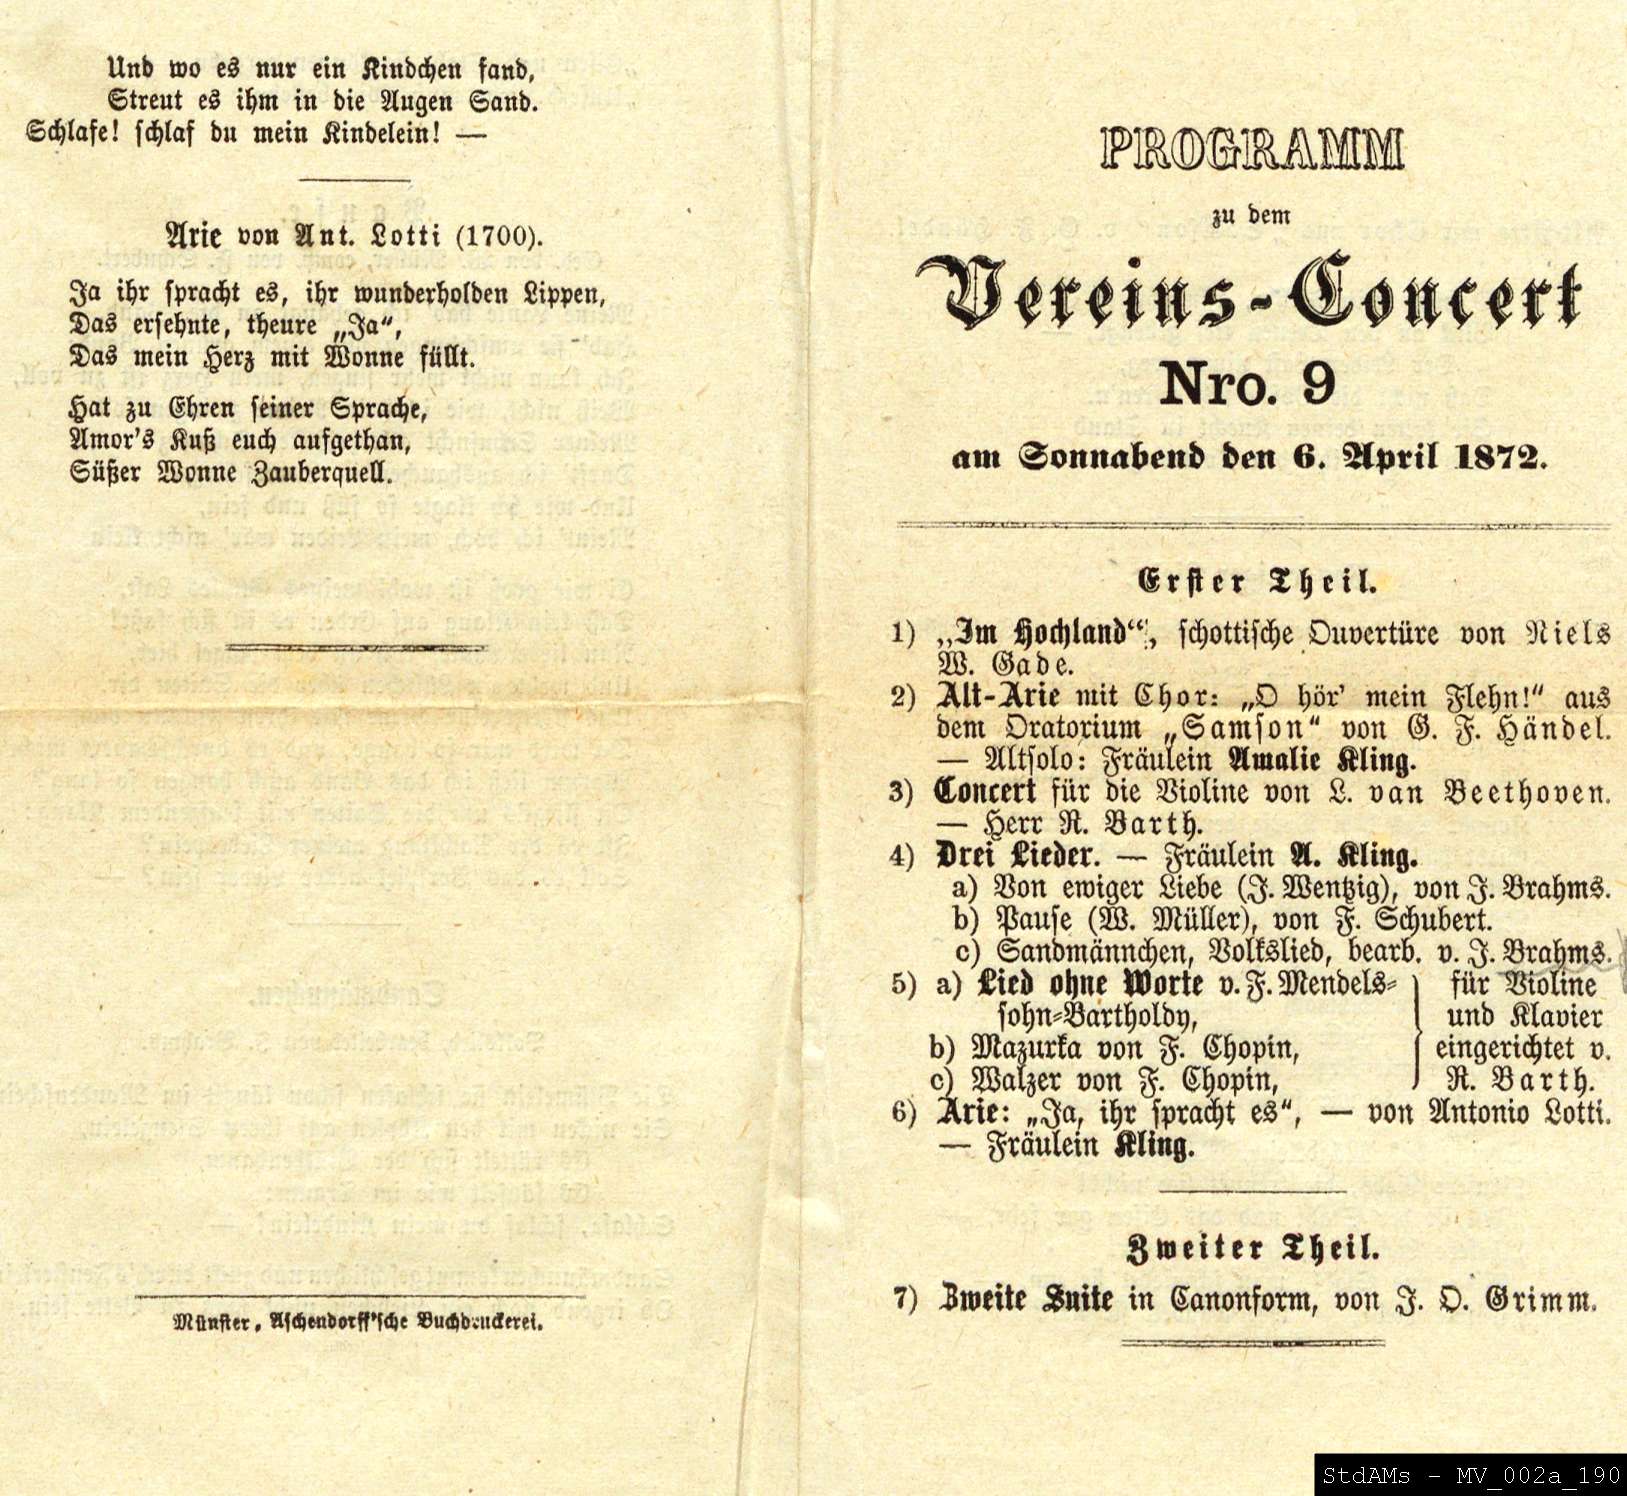 Und wo es nur ein Kindchen fand,
Streut es ihm in die Augen Sand.
Schlafe! schlaf du mein Kindelein! —
Arie von Ant. Lotti (1700).
Ja ihr spracht es, ihr wunderholden Lippen,
Das ersehnte, theure „Ja“,
Das mein Herz mit Wonne füllt.
Hat zu Ehren seiner Sprache,
Amor's Kuß euch aufgethan,
Süßer Wonne Zauberquell.
Münster, Aschendorff'sche Buchdruckerei.
PROGRAMM
zu dem
Vereins-Concert
Nro. 9
am Sonnabend den 6. April 1872.
Erster Theil.
1) „Im Hochland“, schottische Ouvertüre von Niels
W. Gade.
2) Alt-Arie mit Chor: „O hör' mein Flehn!“ aus
dem Oratorium „Samson“ von G. F. Händel.
— Altsolo: Fräulein Amalie Kling.
3) Concert für die Violine von L. van Beethoven.
— Herr R. Barth.
4) Drei Lieder. — Fräulein A. Kling.
a) Von ewiger Liebe (J. Wentzig), von J. Brahms.
b) Pause (W. Müller), von F. Schubert.
c) Sandmännchen, Volkslied, bearb. v. J. Brahms.
5) a) Lied ohne Worte v. F. Mendels- für Violine
sohn-Bartholdy, und Klavier
b) Mazurka von F. Chopin, eingerichtet v.
c) Walzer von F. Chopin, R. Barth.
6) Arie: „Ja, ihr spracht es“, — von Antonio Lotti.
— Fräulein Kling.
Zweiter Theil.
7) Zweite Suite in Canonform, von J. O. Grimm.
StdAMs - MV_002a_190